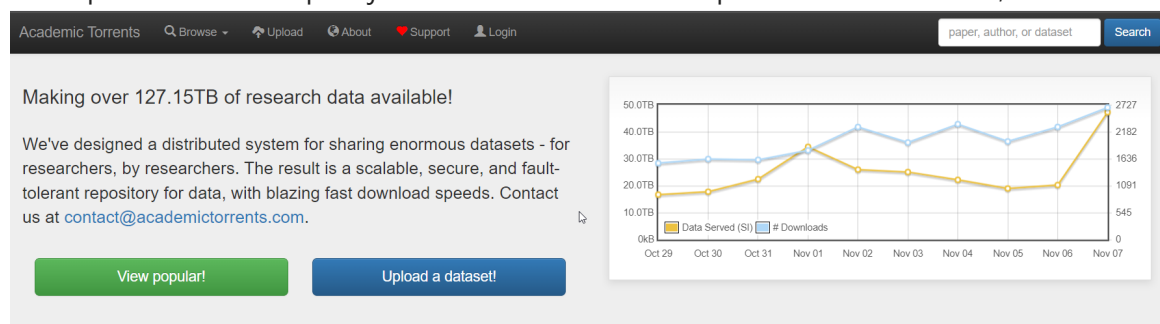 Academic Torrents Browse Upload About Support Login paper, author, or dataset Search
Making over 127.15TB of research data available!
We've designed a distributed system for sharing enormous datasets - for
researchers, by researchers. The result is a scalable, secure, and fault-
tolerant repository for data, with blazing fast download speeds. Contact
us at contact@academictorrents.com.
View popular! Upload a dataset!
50.0TB 2727
40.0TB 2182
30.0TB 1636
20.0TB 1091
10.0TB 545
Data Served (SI) # Downloads
0kB 0
Oct 29 Oct 30 Oct 31 Nov 01 Nov 02 Nov 03 Nov 04 Nov 05 Nov 06 Nov 07